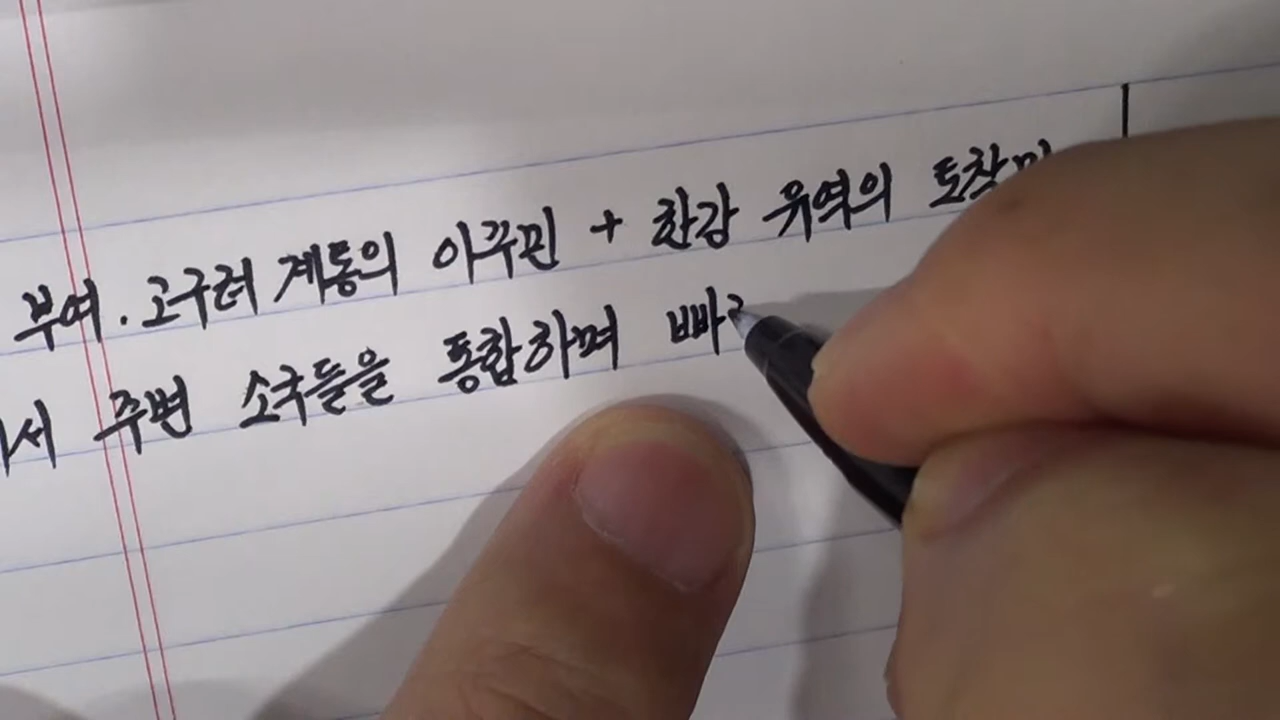 부여.고구려 계통의 이주민 + 한강 유역의 토착민
서 주변 소국들을 통합하며 빠